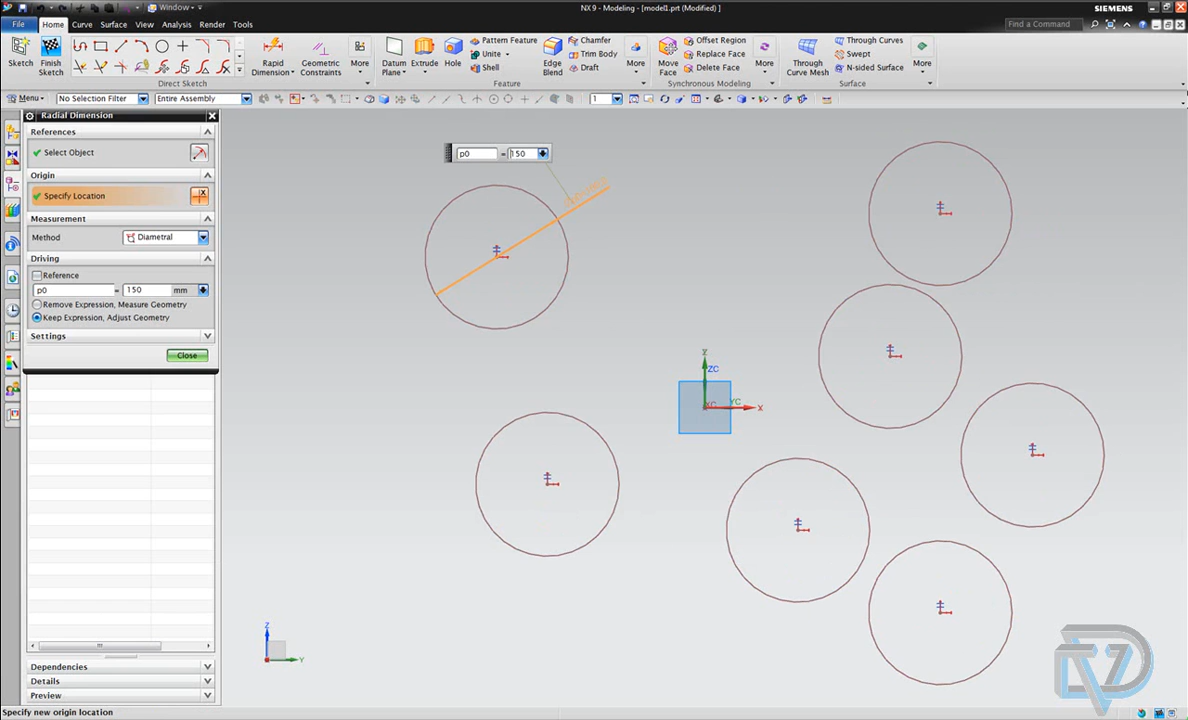 Window
NX 9 - Modeling - [model1.prt (Modified) ]
SIEMENS
File Home Curve Surface View Analysis Render Tools
Find a Command
Sketch
Finish Sketch
Direct Sketch
Rapid Dimension
Geometric Constraints
More
Datum Plane
Extrude
Hole
Pattern Feature
Unite
Shell
Edge Blend
Chamfer
Trim Body
Draft
More
Feature
Move Face
Offset Region
Replace Face
Delete Face
More
Synchronous Modeling
Through Curve Mesh
Through Curves
Swept
N-sided Surface
More
Surface
Menu No Selection Filter Entire Assembly 1
Radial Dimension
References
Select Object
Origin
Specify Location
Measurement
Method Diametral
Driving
Reference
p0 = 150 mm
Remove Expression, Measure Geometry
Keep Expression, Adjust Geometry
Settings
Close
p0 = 150
Z
ZC
XC YC X
Z
Y
Dependencies
Details
Preview
Specify new origin location